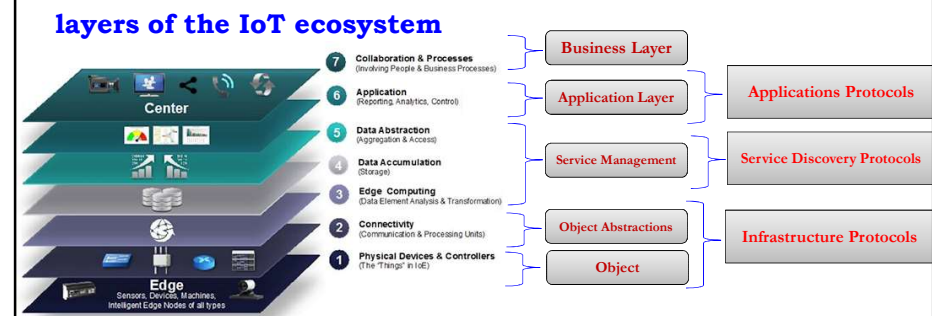 layers of the IoT ecosystem
Center
Edge
Sensors, Devices, Machines,
Intelligent Edge Nodes of all types
7
Collaboration & Processes
(Involving People & Business Processes)
6
Application
(Reporting, Analytics, Control)
5
Data Abstraction
(Aggregation & Access)
4
Data Accumulation
(Storage)
3
Edge Computing
(Data Element Analysis & Transformation)
2
Connectivity
(Communication & Processing Units)
1
Physical Devices & Controllers
(The "Things" in IoE)
Business Layer
Application Layer
Service Management
Object Abstractions
Object
Applications Protocols
Service Discovery Protocols
Infrastructure Protocols